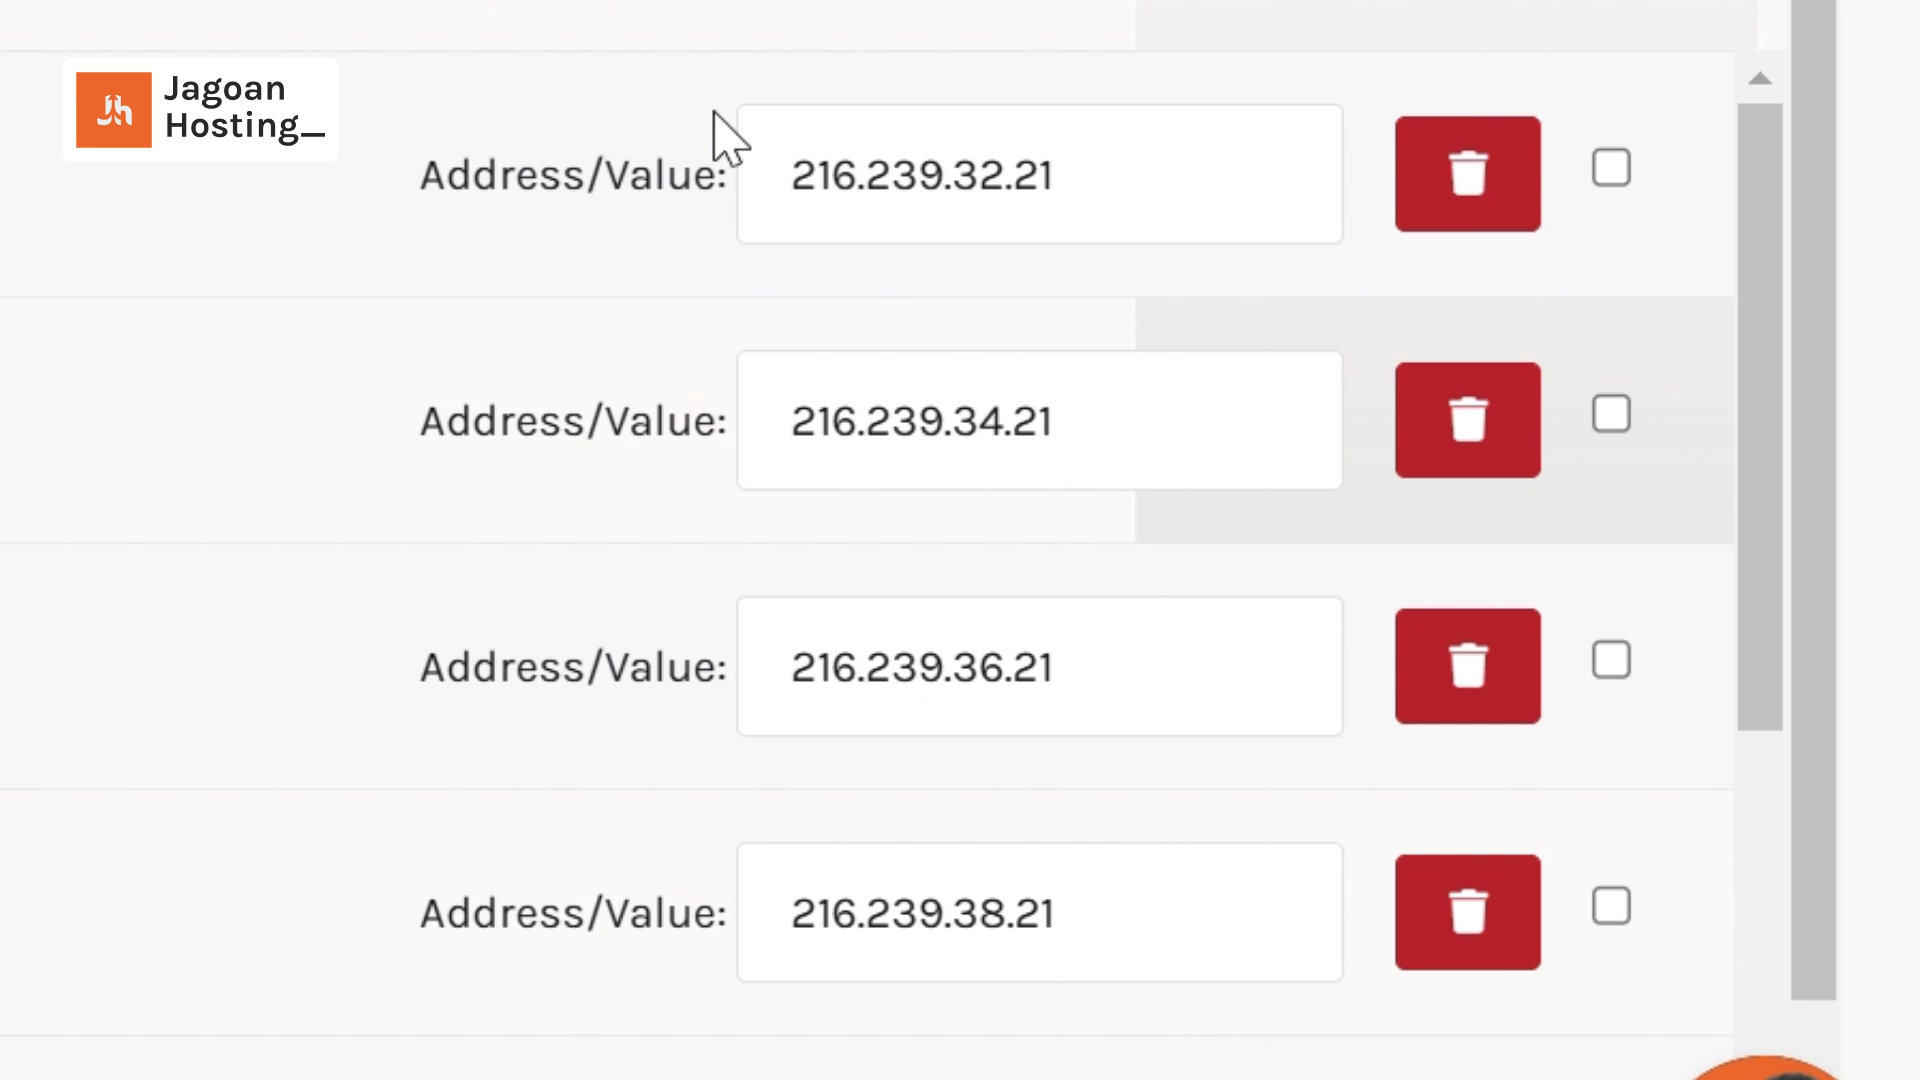 Jagoan
Hosting_
Address/Value: 216.239.32.21
Address/Value: 216.239.34.21
Address/Value: 216.239.36.21
Address/Value: 216.239.38.21